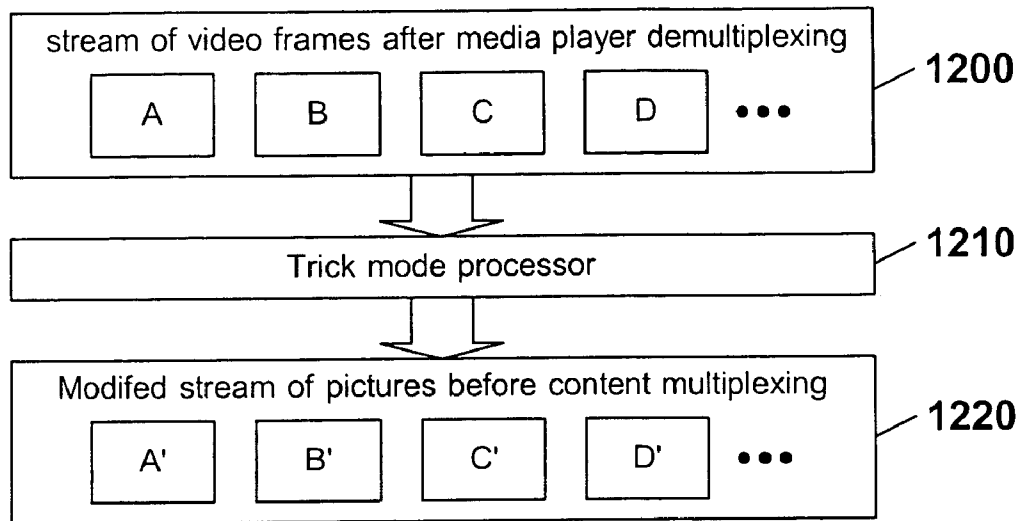 stream of video frames after media player demultiplexing
A B C D •••
1200
Trick mode processor
1210
Modifed stream of pictures before content multiplexing
A' B' C' D' •••
1220